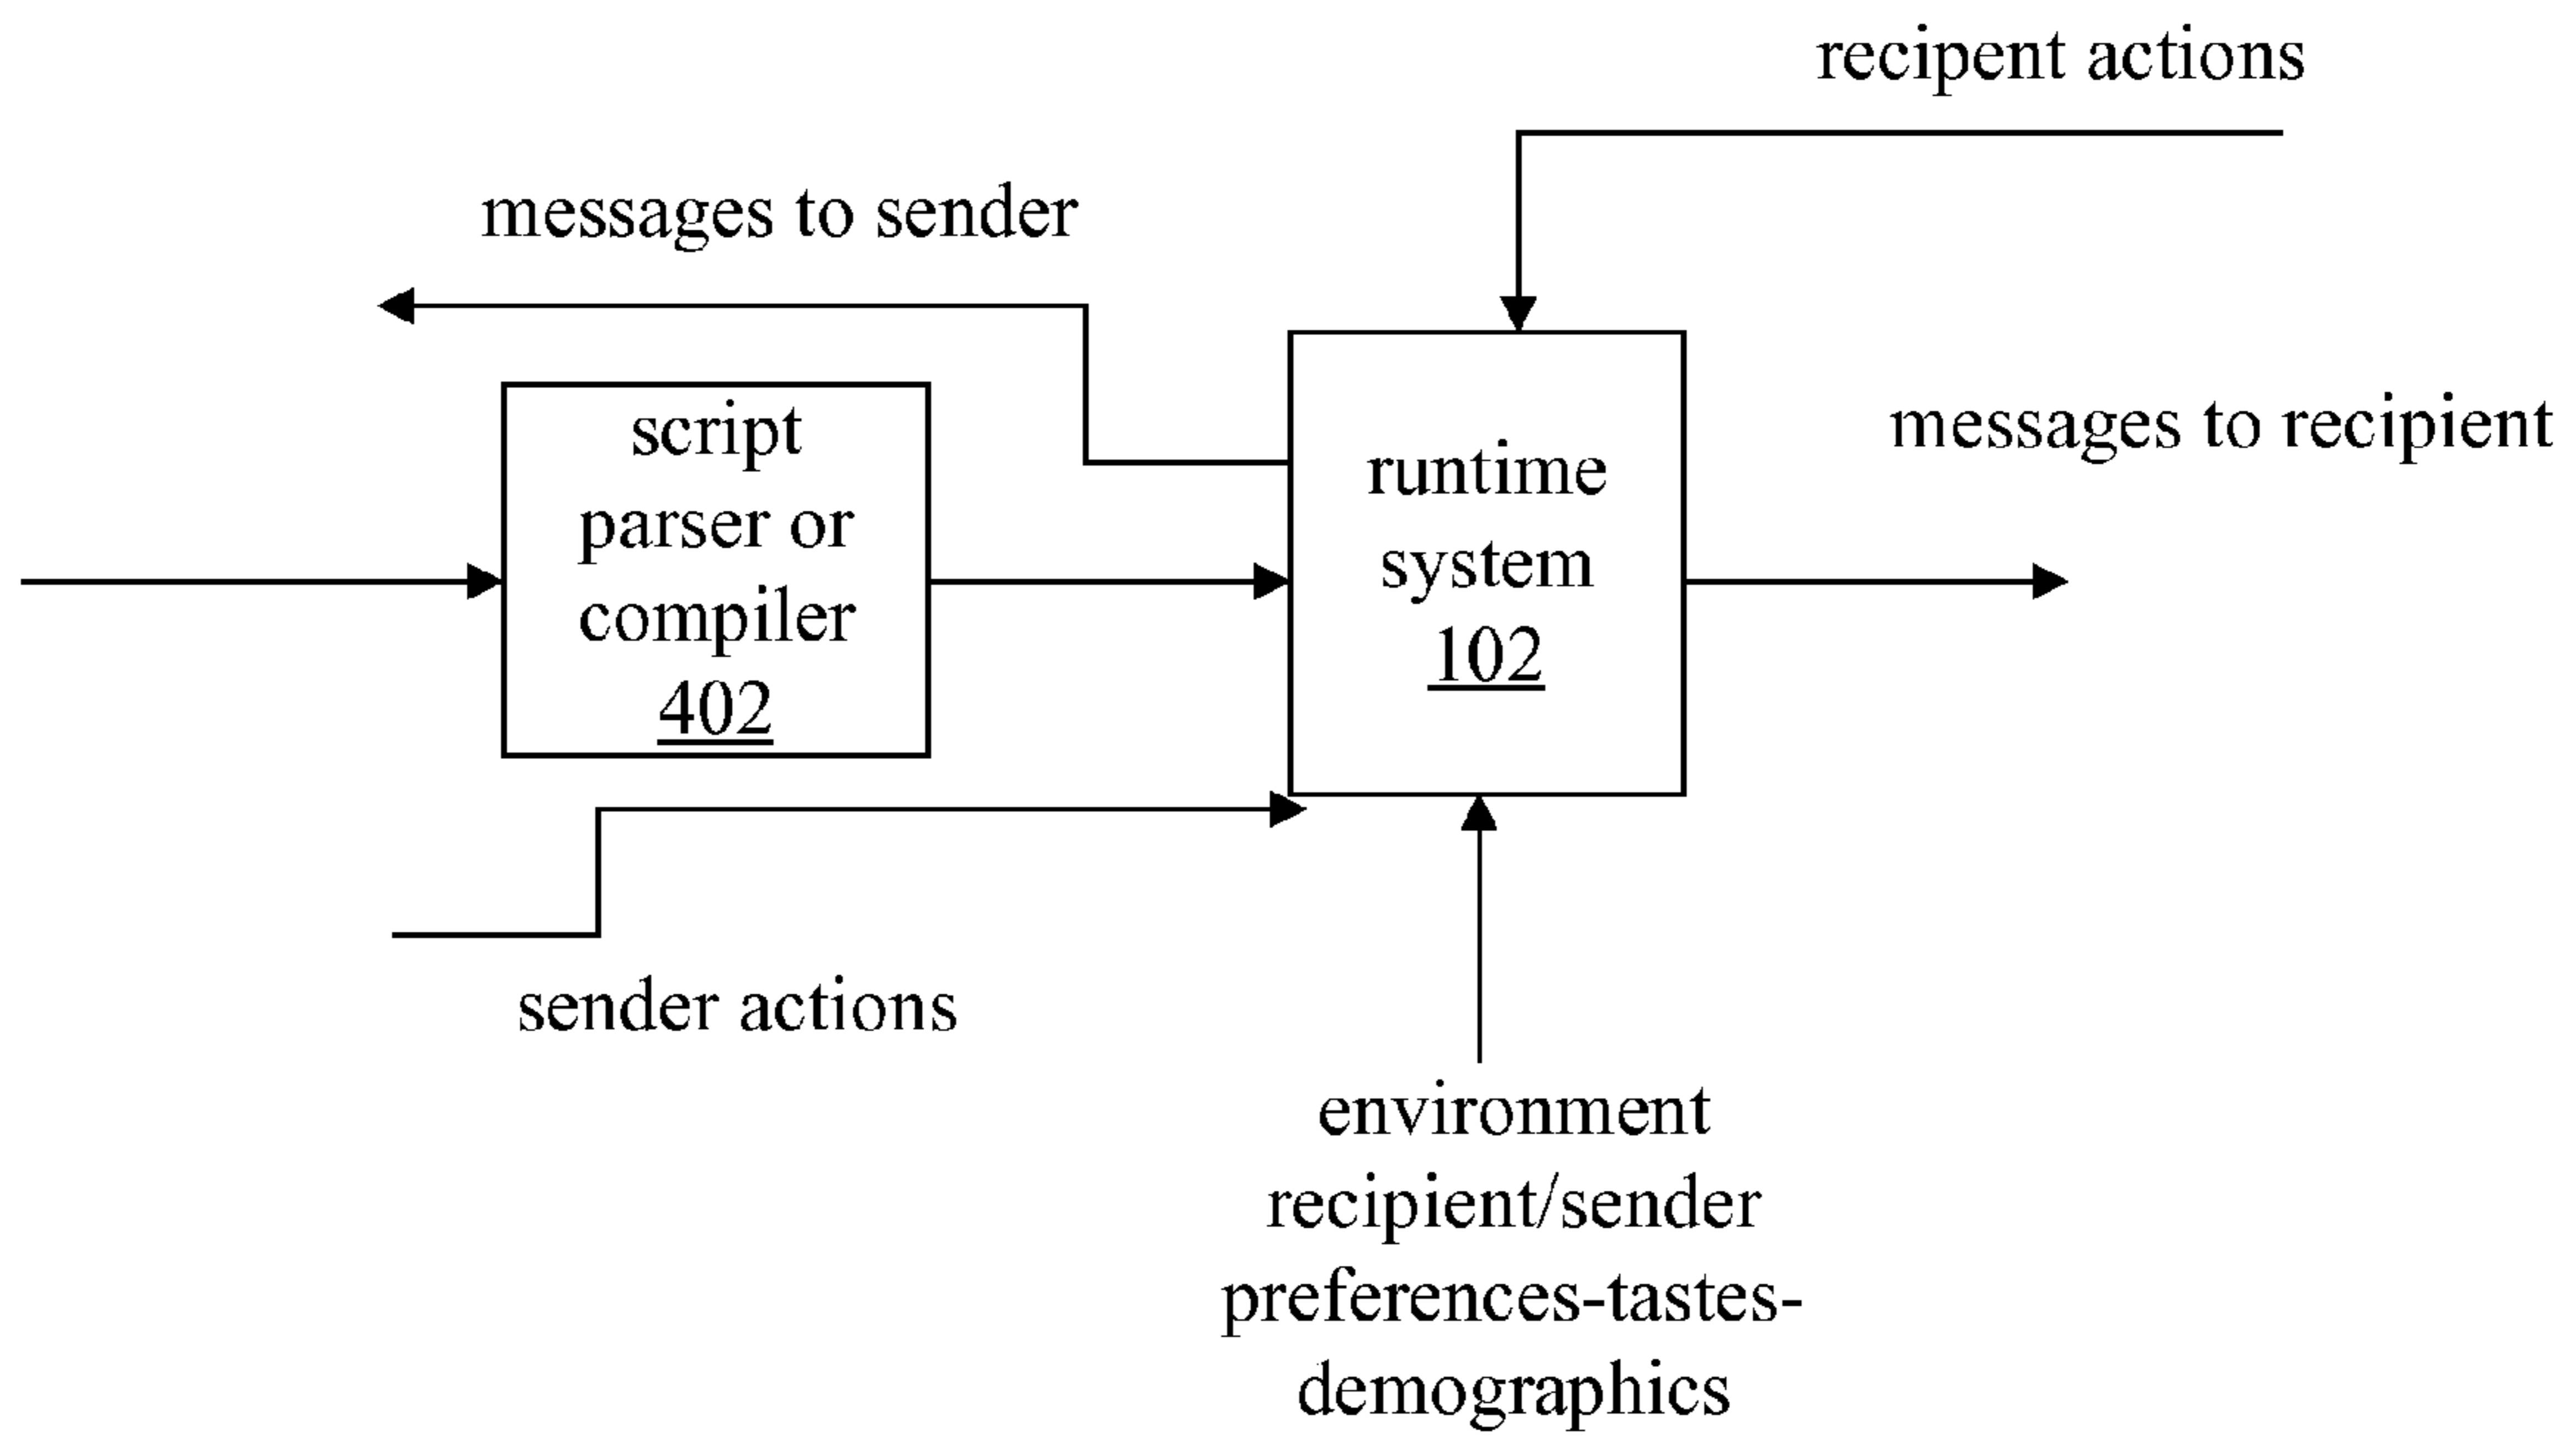 recipent actions
messages to sender
script
parser or
compiler
402
runtime
system
102
messages to recipient
sender actions
environment
recipient/sender
preferences-tastes-
demographics